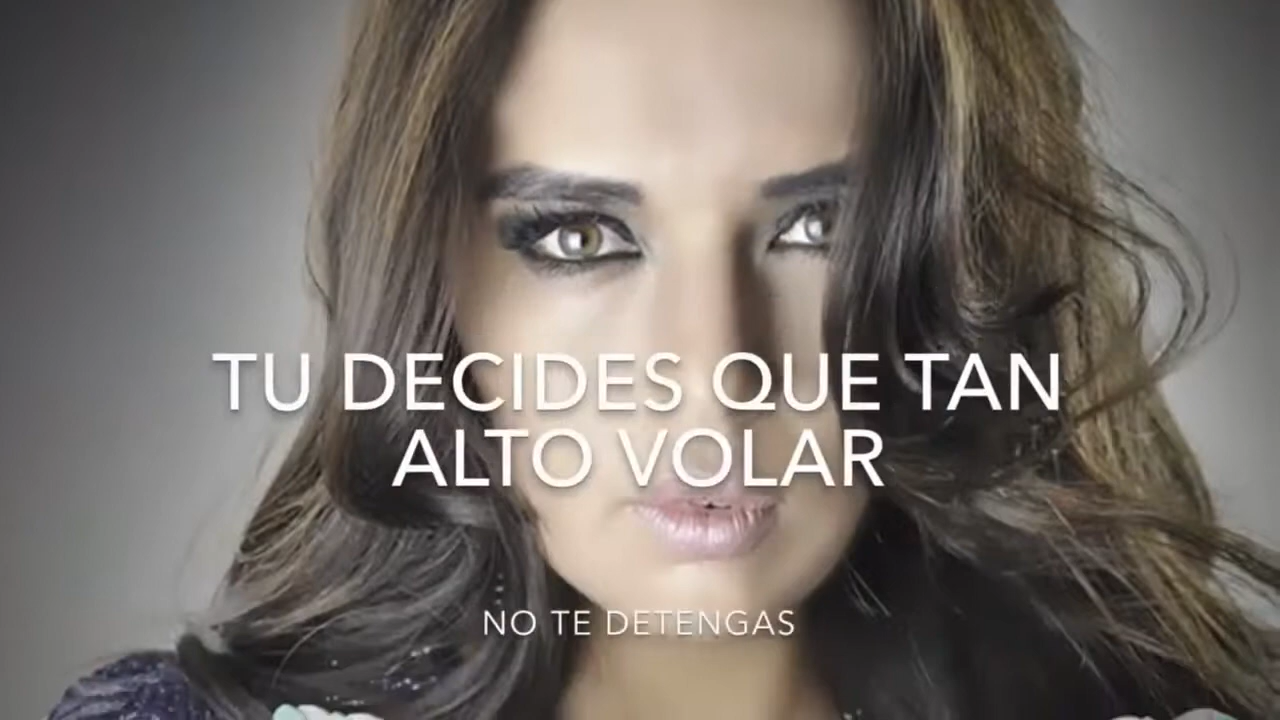 TU DECIDES QUE TAN
ALTO VOLAR
NO TE DETENGAS